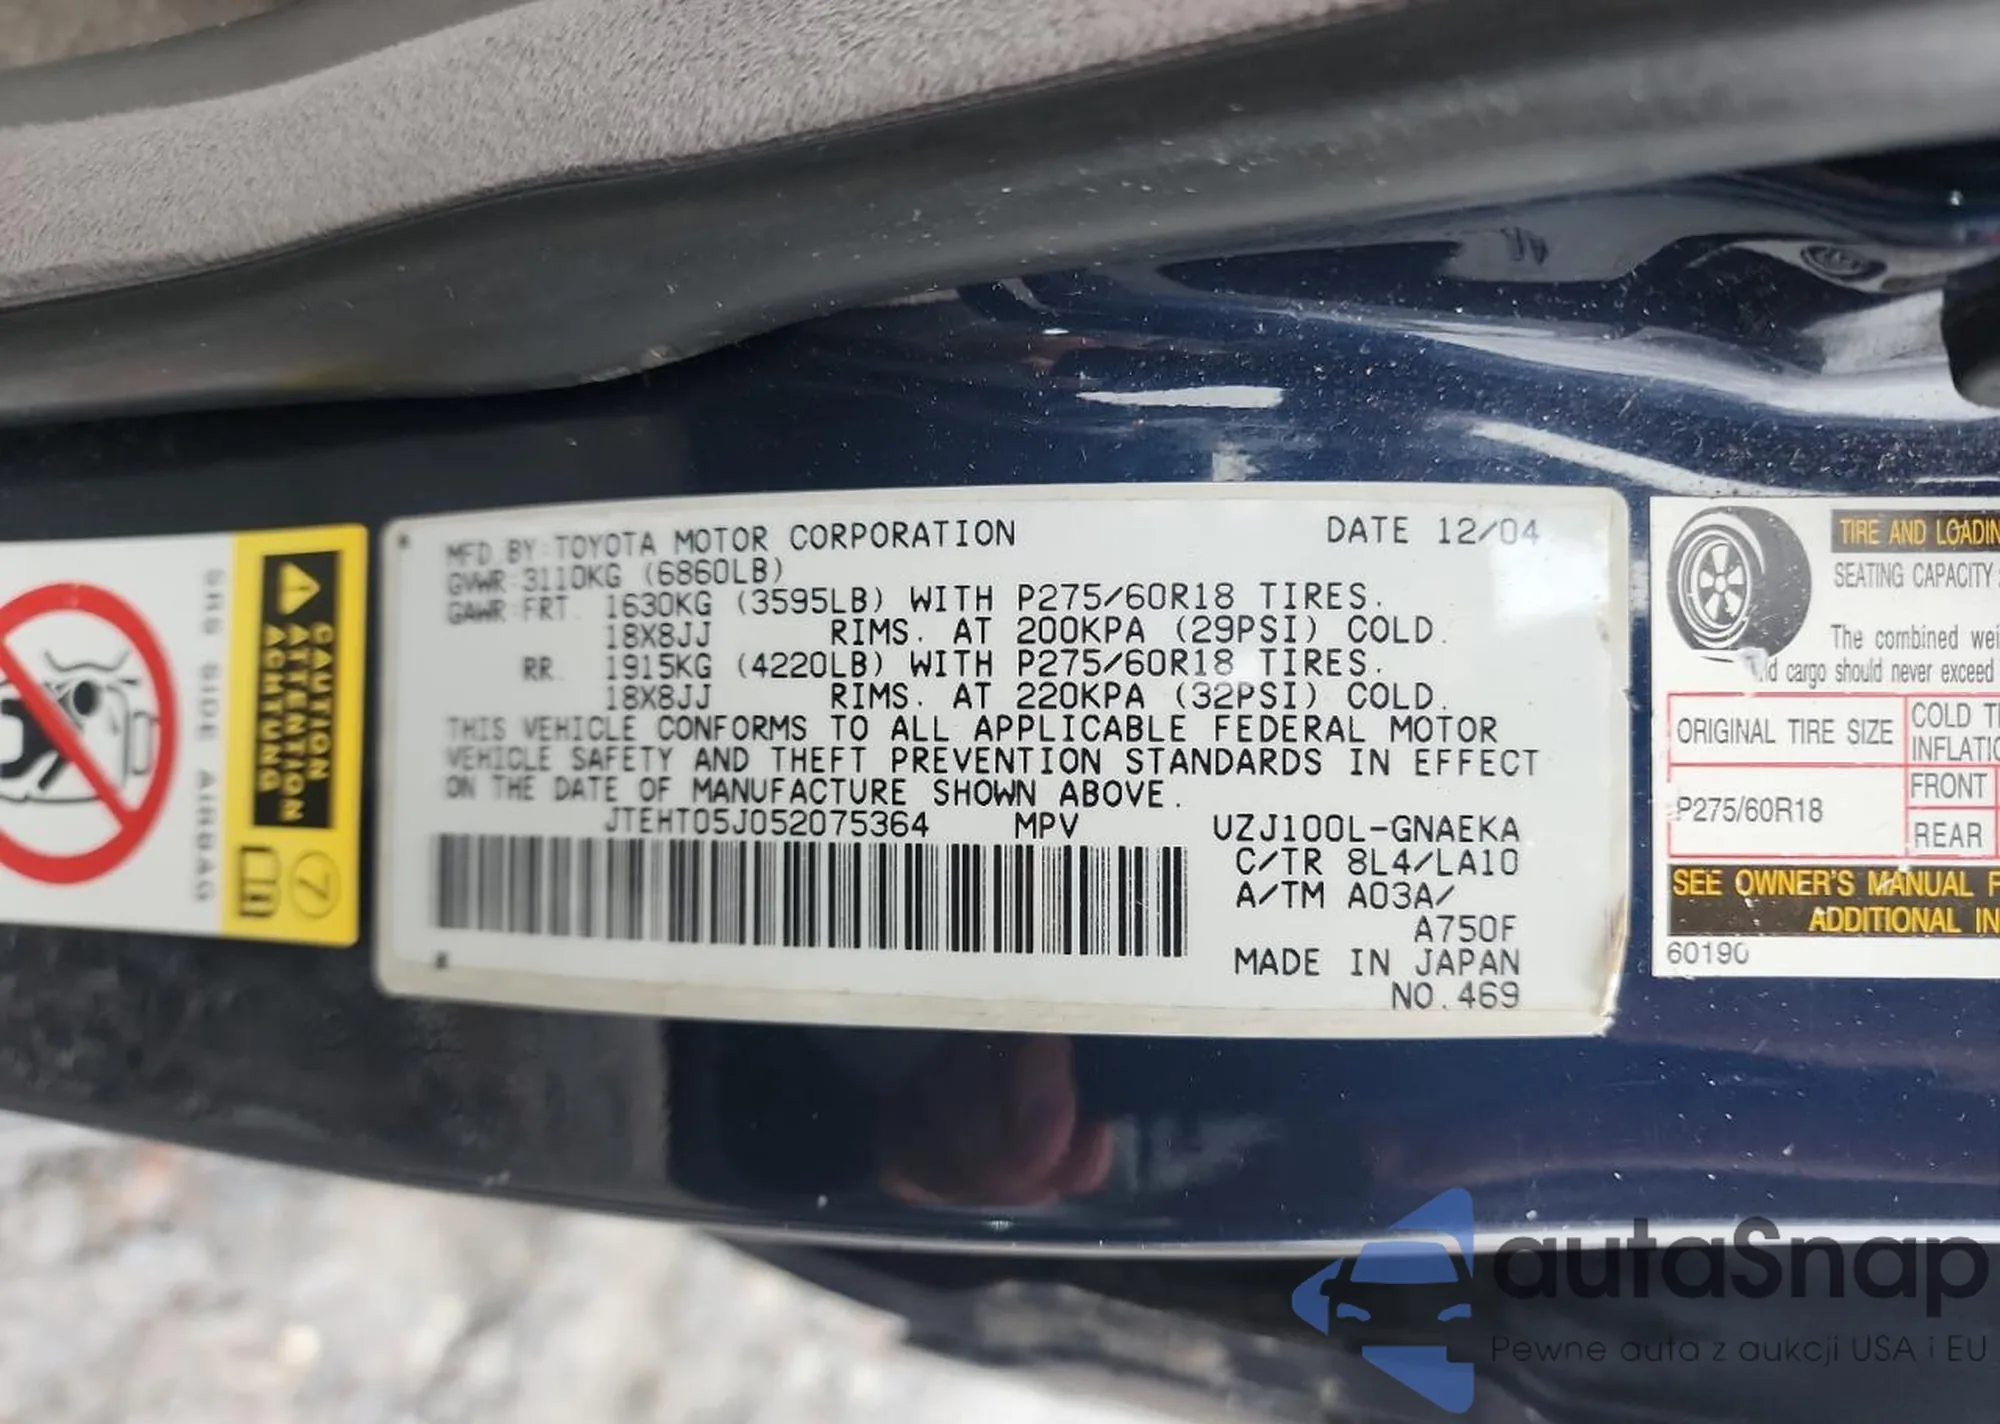 MFD BY:TOYOTA MOTOR CORPORATION DATE 12/04
GVWR 3110KG (6860LB)
GAWR FRT. 1630KG (3595LB) WITH P275/60R18 TIRES.
18X8JJ RIMS. AT 200KPA (29PSI) COLD.
RR. 1915KG (4220LB) WITH P275/60R18 TIRES.
18X8JJ RIMS. AT 220KPA (32PSI) COLD.
THIS VEHICLE CONFORMS TO ALL APPLICABLE FEDERAL MOTOR
VEHICLE SAFETY AND THEFT PREVENTION STANDARDS IN EFFECT
ON THE DATE OF MANUFACTURE SHOWN ABOVE.
JTEHT05J052075364 MPV UZJ100L-GNAEKA
C/TR 8L4/LA10
A/TM A03A/
A750F
MADE IN JAPAN
NO.469
CAUTION
ATTENTION
ACHTUNG
SRS SIDE AIRBAG
7
TIRE AND LOADIN
SEATING CAPACITY
The combined wei
d cargo should never exceed
ORIGINAL TIRE SIZE
COLD TI
INFLATIO
P275/60R18
FRONT
REAR
SEE OWNER'S MANUAL F
ADDITIONAL IN
60190
autaSnap
Pewne auta z aukcji USA i EU